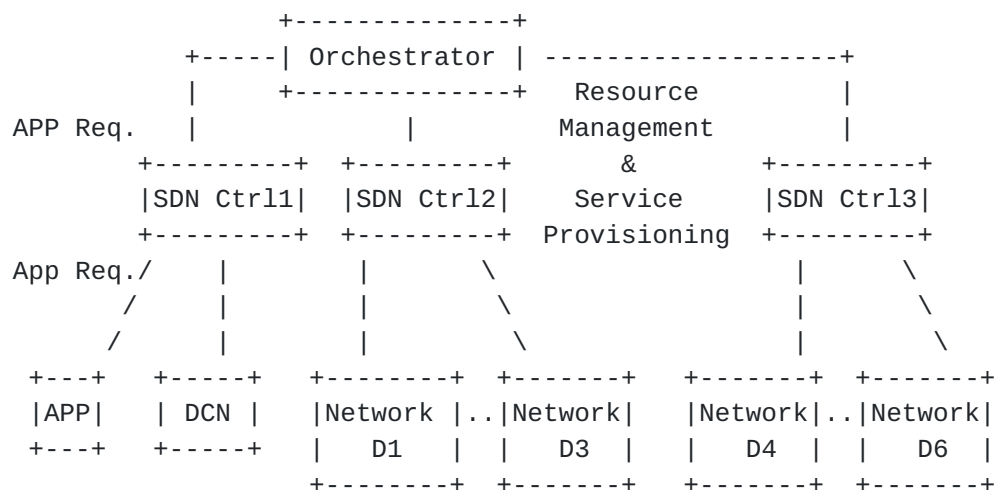 +--------------+
           +-----| Orchestrator | -------------------+
           |     +--------------+   Resource         |
APP Req.   |             |         Management        |
        +---------+  +---------+       &        +---------+
        |SDN Ctrl1|  |SDN Ctrl2|    Service     |SDN Ctrl3|
        +---------+  +---------+  Provisioning  +---------+
App Req./    |        |       \                   |      \
       /     |        |        \                  |       \
      /      |        |         \                 |        \
 +---+   +-----+   +--------+  +-------+   +-------+  +-------+
 |APP|   | DCN |   |Network |..|Network|   |Network|..|Network|
 +---+   +-----+   |   D1   |  |   D3  |   |   D4  |  |   D6  |
                   +--------+  +-------+   +-------+  +-------+